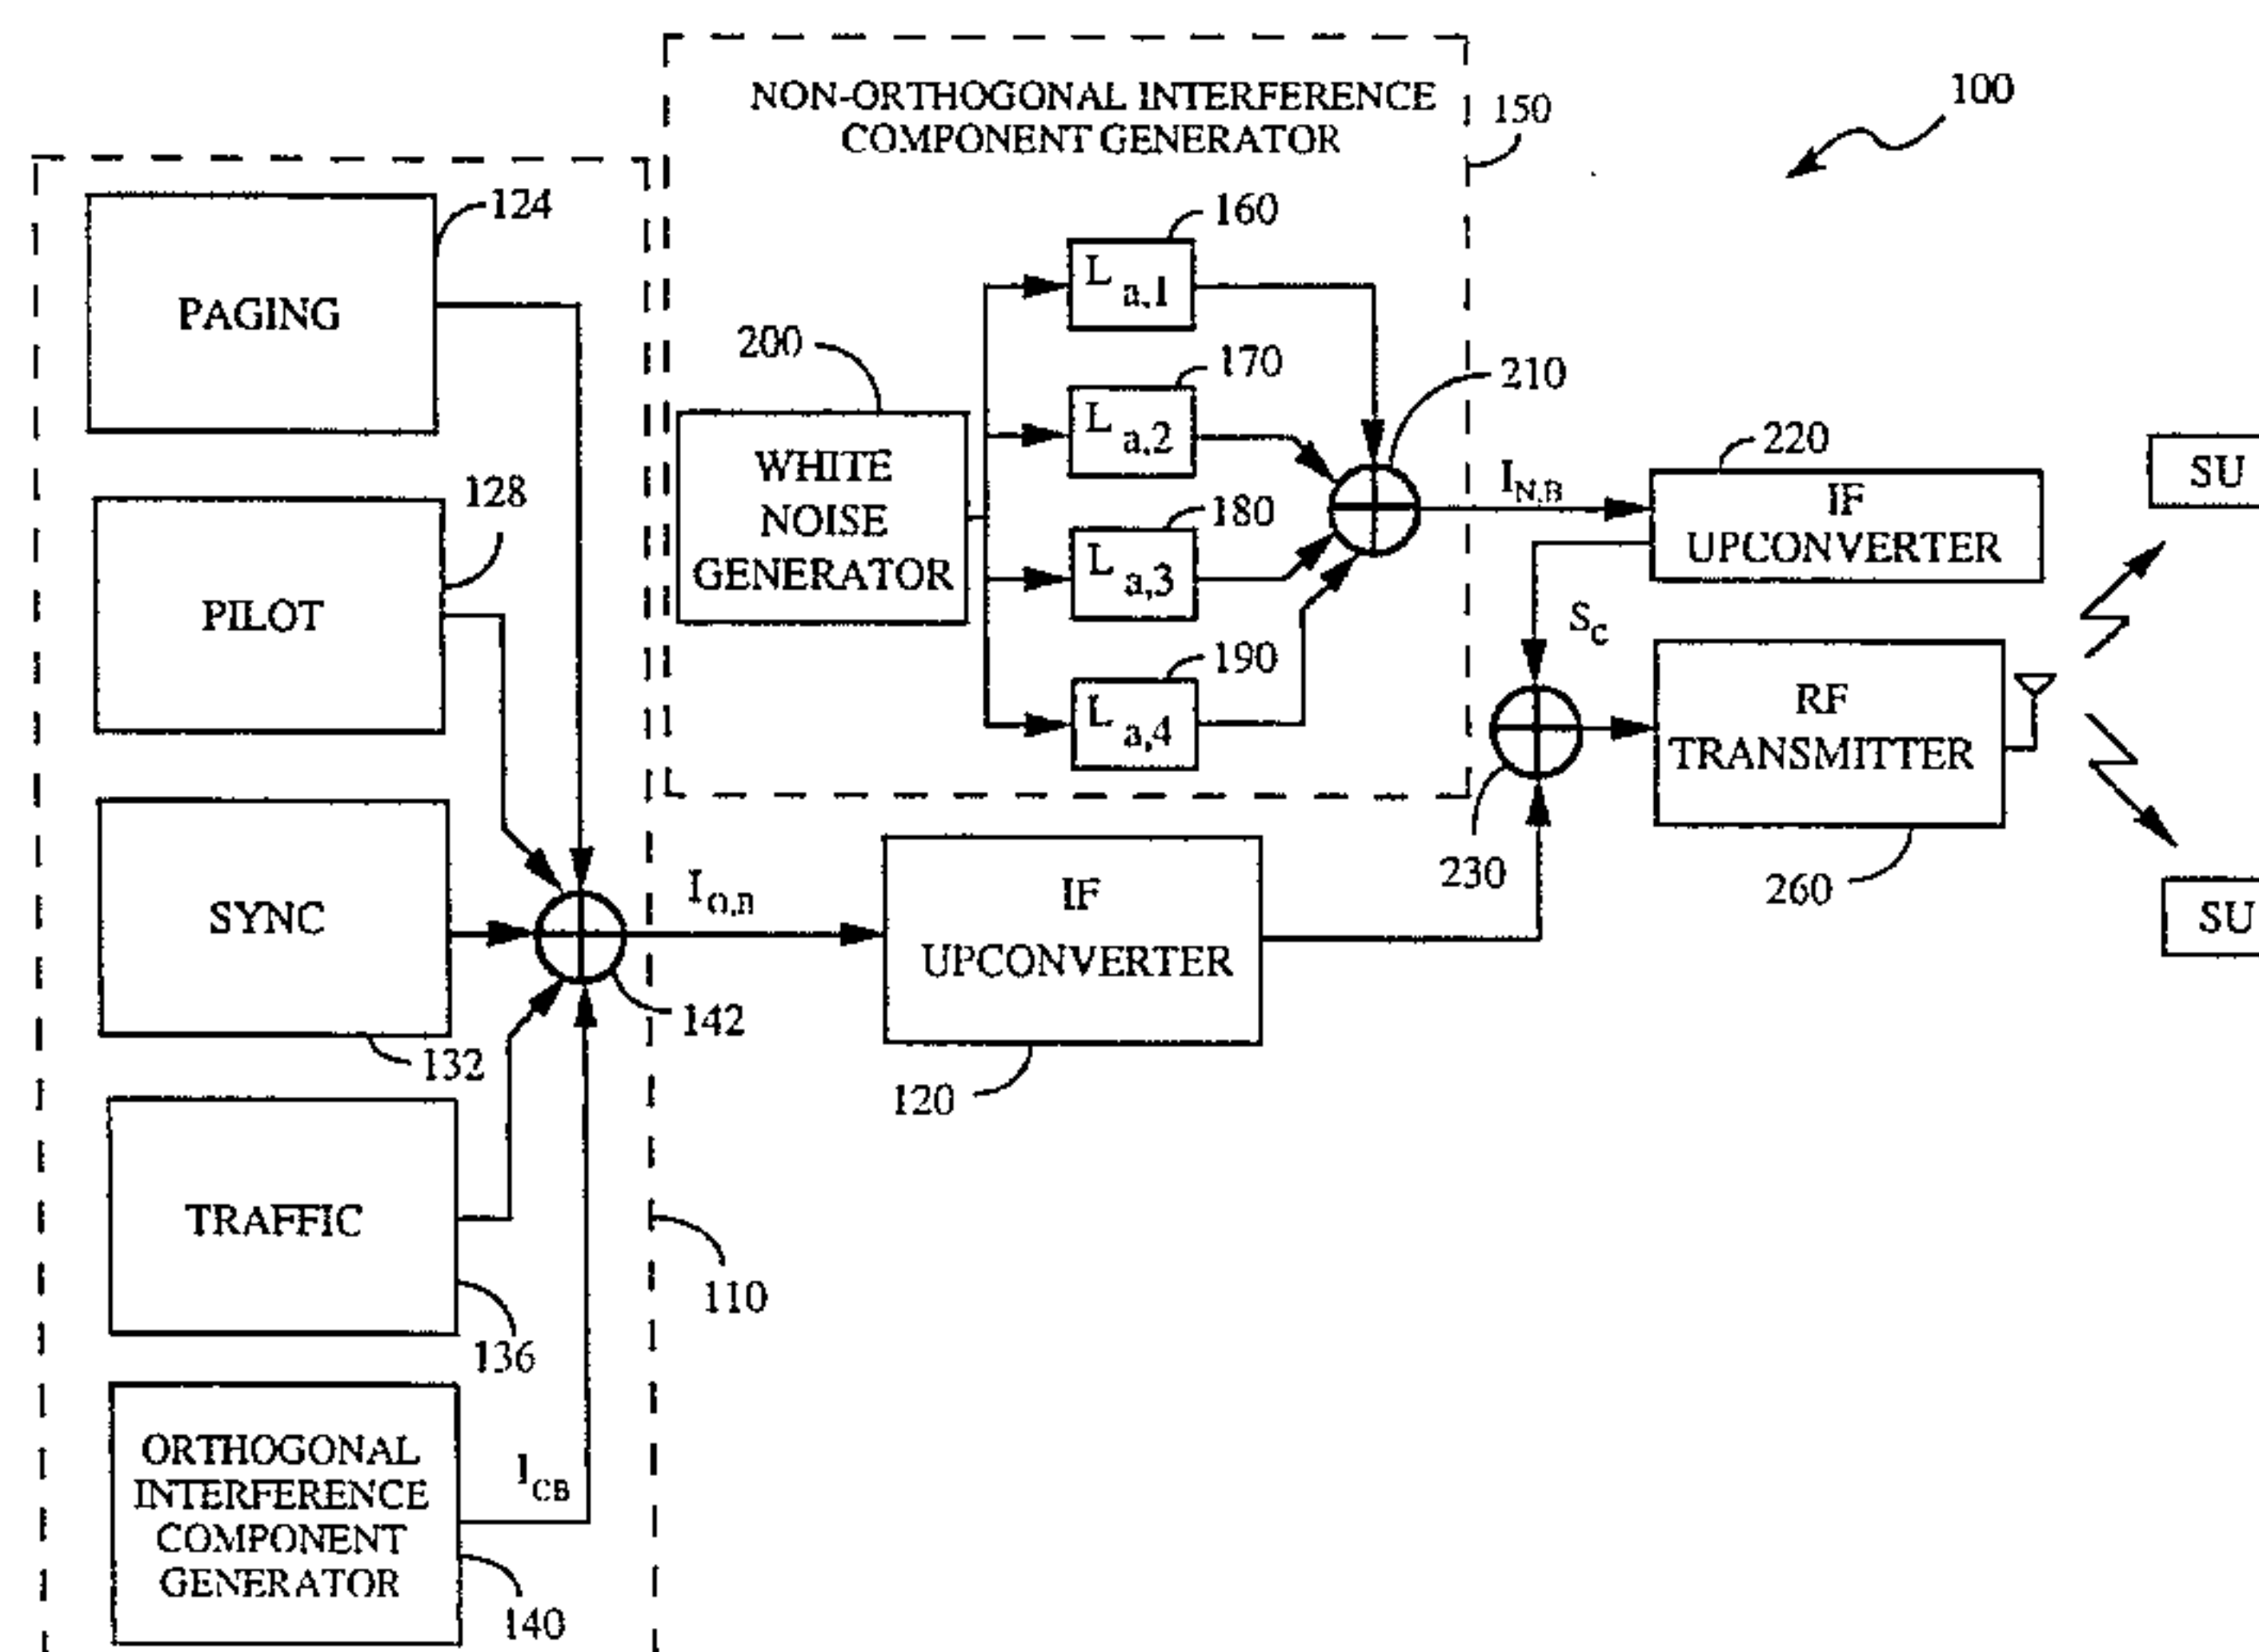 NON-ORTHOGONAL INTERFERENCE
COMPONENT GENERATOR
150
100
124
PAGING
160
L a,1
200
170
L a,2
210
WHITE
NOISE
GENERATOR
128
PILOT
180
L a,3
I N,B
220
IF
UPCONVERTER
SU
S C
190
L a,4
RF
TRANSMITTER
230
260
SU
SYNC
132
I O,n
142
IF
UPCONVERTER
120
TRAFFIC
136
110
ORTHOGONAL
INTERFERENCE
COMPONENT
GENERATOR
I CB
140